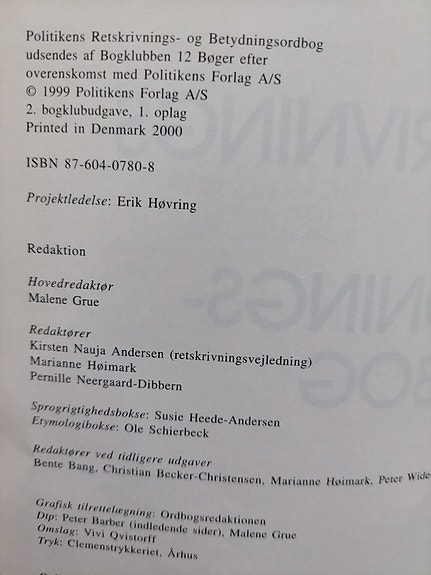 Politikens Retskrivnings- og Betydningsordbog
udsendes af Bogklubben 12 Bøger efter
overenskomst med Politikens Forlag A/S
© 1999 Politikens Forlag A/S
2. bogklubudgave, 1. oplag
Printed in Denmark 2000
ISBN 87-604-0780-8
Projektledelse: Erik Høvring
Redaktion
Hovedredaktør
Malene Grue
Redaktører
Kirsten Nauja Andersen (retskrivningsvejledning)
Marianne Høimark
Pernille Neergaard-Dibbern
Sprogrigtighedsbokse: Susie Heede-Andersen
Etymologibokse: Ole Schierbeck
Redaktører ved tidligere udgaver
Bente Bang, Christian Becker-Christensen, Marianne Høimark, Peter Wide
Grafisk tilrettelægning: Ordbogsredaktionen
Dtp: Peter Barber (indledende sider), Malene Grue
Omslag: Vivi Qvistorff
Tryk: Clemenstrykkeriet, Århus